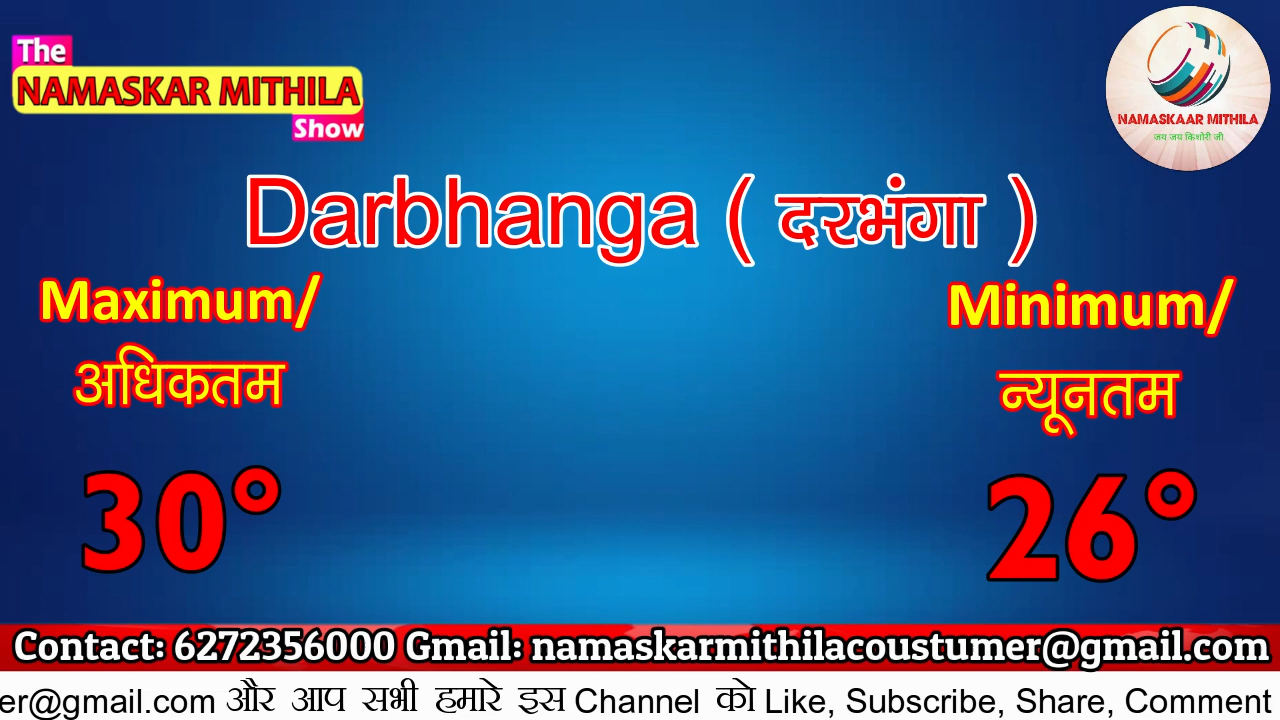 The
NAMASKAR MITHILA
Show
NAMASKAAR MITHILA
जय जय किशोरी जी
Darbhanga ( दरभंगा )
Maximum/
अधिकतम
30°
Minimum/
न्यूनतम
26°
Contact: 6272356000 Gmail: namaskarmithilacoustumer@gmail.com
er@gmail.com और आप सभी हमारे इस Channel को Like, Subscribe, Share, Comment